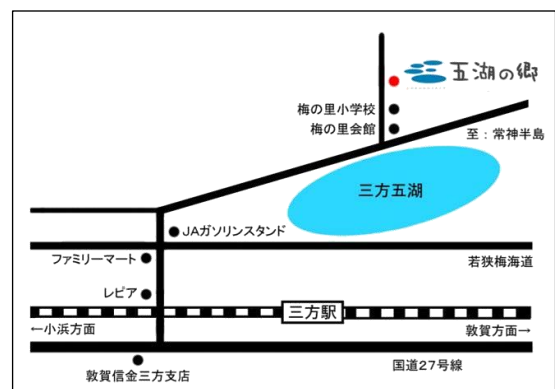 五湖の郷
梅の里小学校
梅の里会館
至：常神半島
三方五湖
JAガソリンスタンド
ファミリーマート
若狭梅海道
レピア
三方駅
←小浜方面
敦賀方面→
国道27号線
敦賀信金三方支店